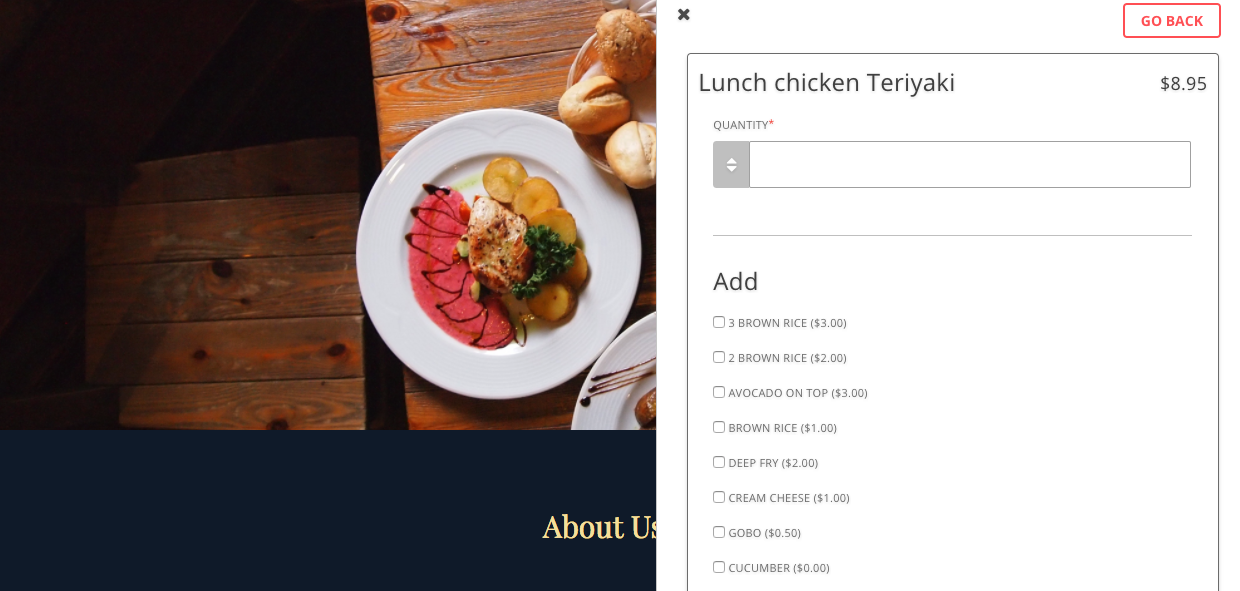 ✖
GO BACK
Lunch chicken Teriyaki $8.95
QUANTITY*
Add
3 BROWN RICE ($3.00)
2 BROWN RICE ($2.00)
AVOCADO ON TOP ($3.00)
BROWN RICE ($1.00)
DEEP FRY ($2.00)
CREAM CHEESE ($1.00)
GOBO ($0.50)
CUCUMBER ($0.00)
About Us